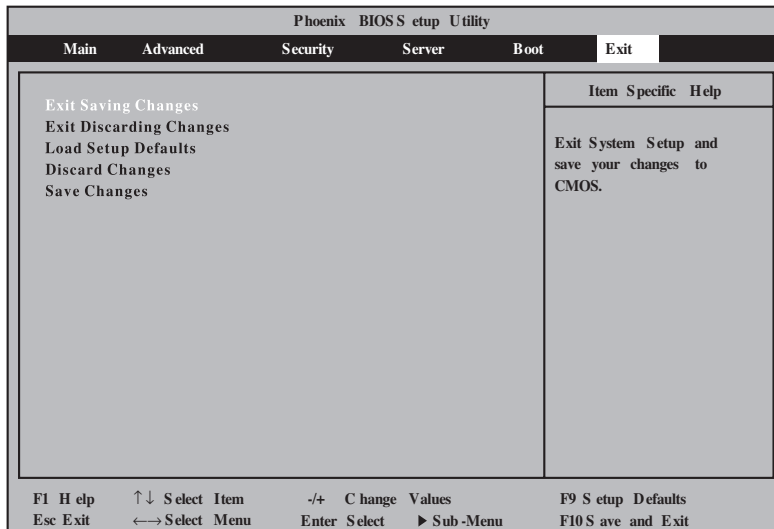 Phoenix BIOS Setup Utility
Main Advanced Security Server Boot Exit
Exit Saving Changes
Exit Discarding Changes
Load Setup Defaults
Discard Changes
Save Changes
Item Specific Help
Exit System Setup and
save your changes to
CMOS.
F1 Help ↑↓ Select Item -/+ Change Values F9 Setup Defaults
Esc Exit ←→ Select Menu Enter Select ▶ Sub-Menu F10 Save and Exit